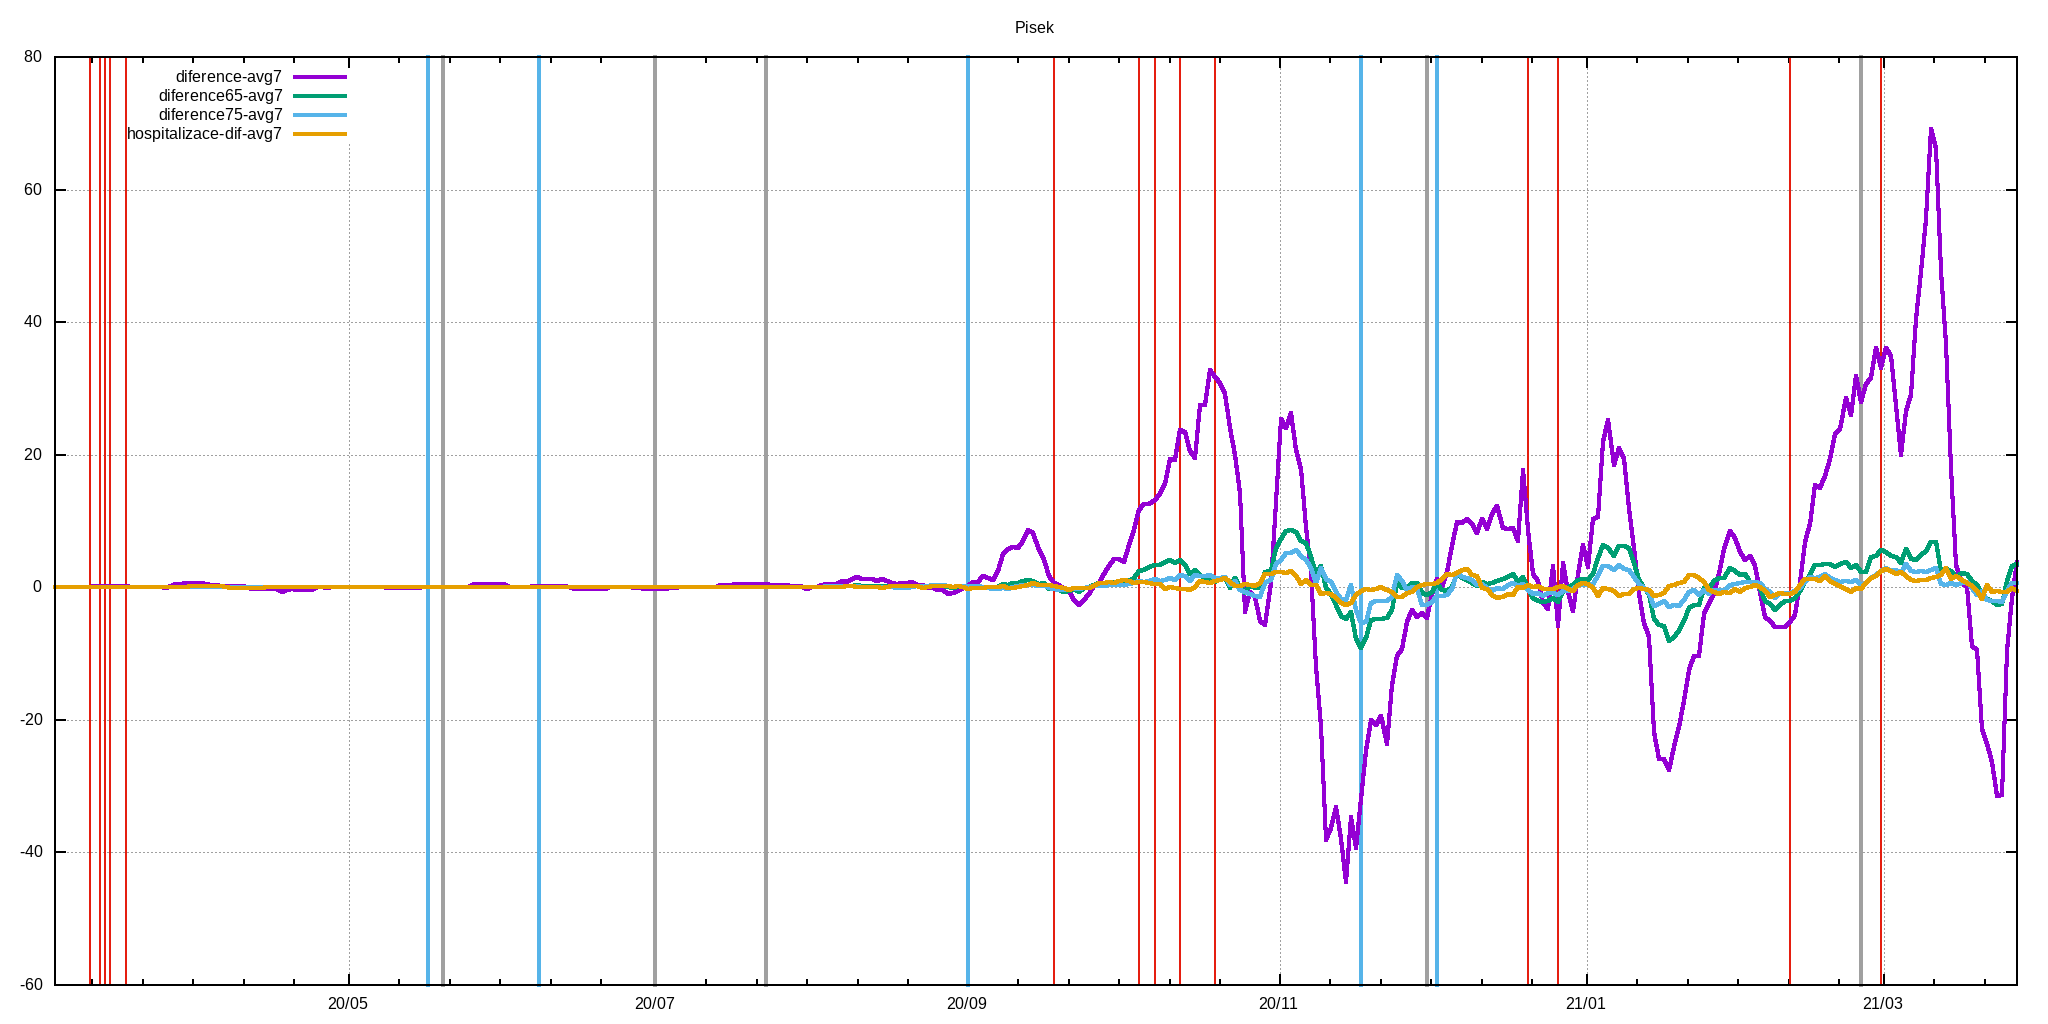 Pisek
80
diference-avg7
diference65-avg7
diference75-avg7
hospitalizace-dif-avg7
60
40
20
0
-20
-40
-60
20/05 20/07 20/09 20/11 21/01 21/03